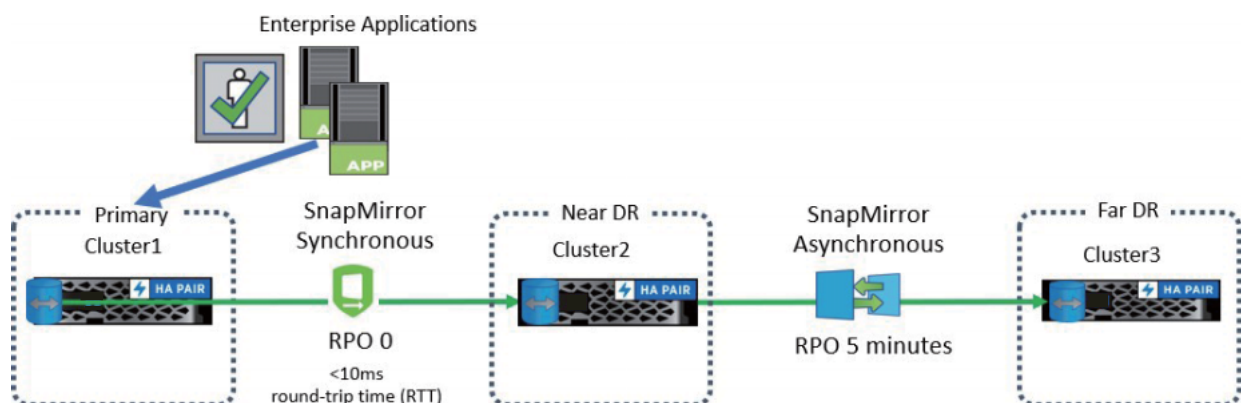 Enterprise Applications
A
APP
Primary
Cluster1
HA PAIR
SnapMirror
Synchronous
RPO 0
<10ms
round-trip time (RTT)
Near DR
Cluster2
HA PAIR
SnapMirror
Asynchronous
RPO 5 minutes
Far DR
Cluster3
HA PAIR